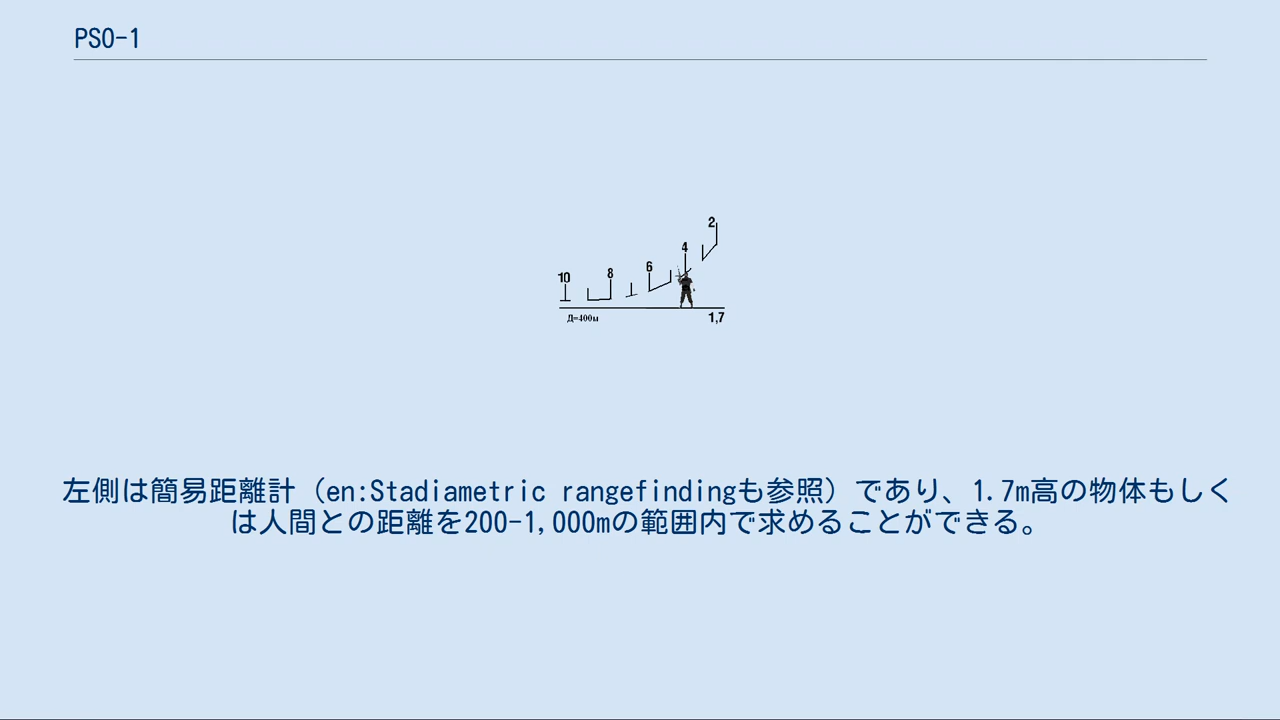 PSO-1
2
4
6
8
10
Д=400м
1,7
左側は簡易距離計（en:Stadiametric rangefindingも参照）であり、1.7m高の物体もしく
は人間との距離を200-1,000mの範囲内で求めることができる。